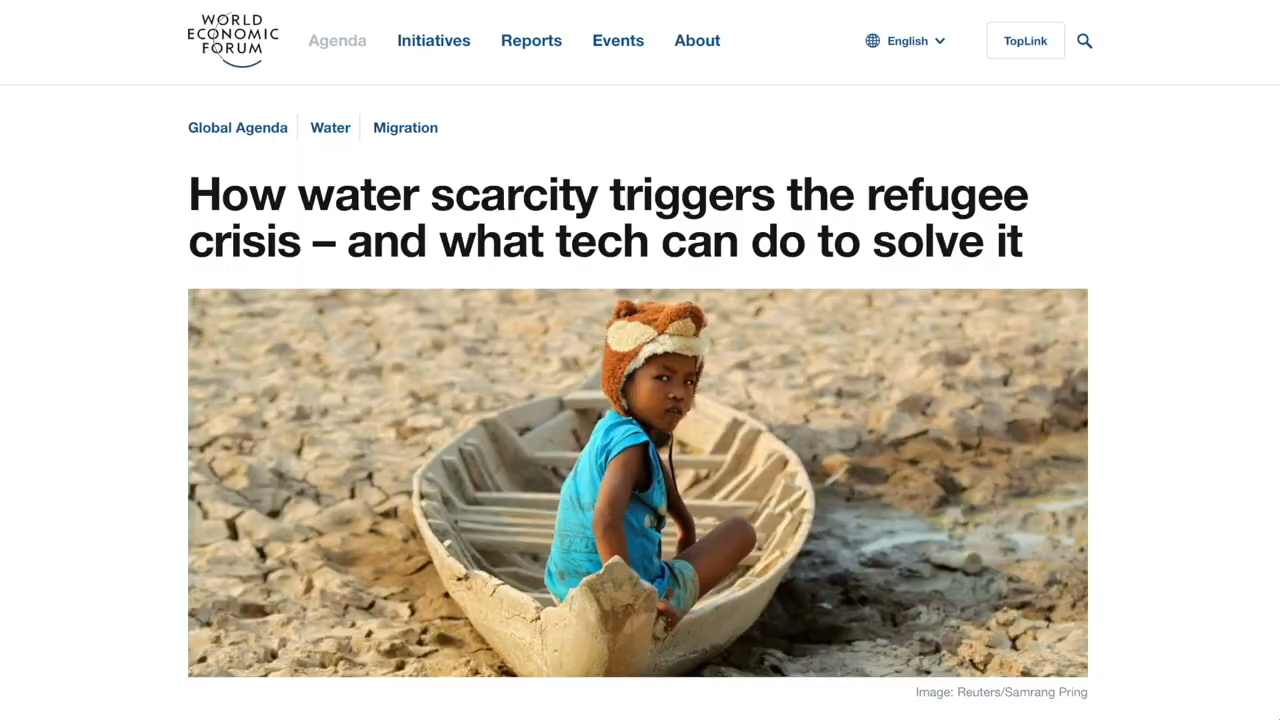 WORLD
ECONOMIC
FORUM
Agenda
Initiatives
Reports
Events
About
English
TopLink
Global Agenda
Water
Migration
How water scarcity triggers the refugee
crisis – and what tech can do to solve it
Image: Reuters/Samrang Pring